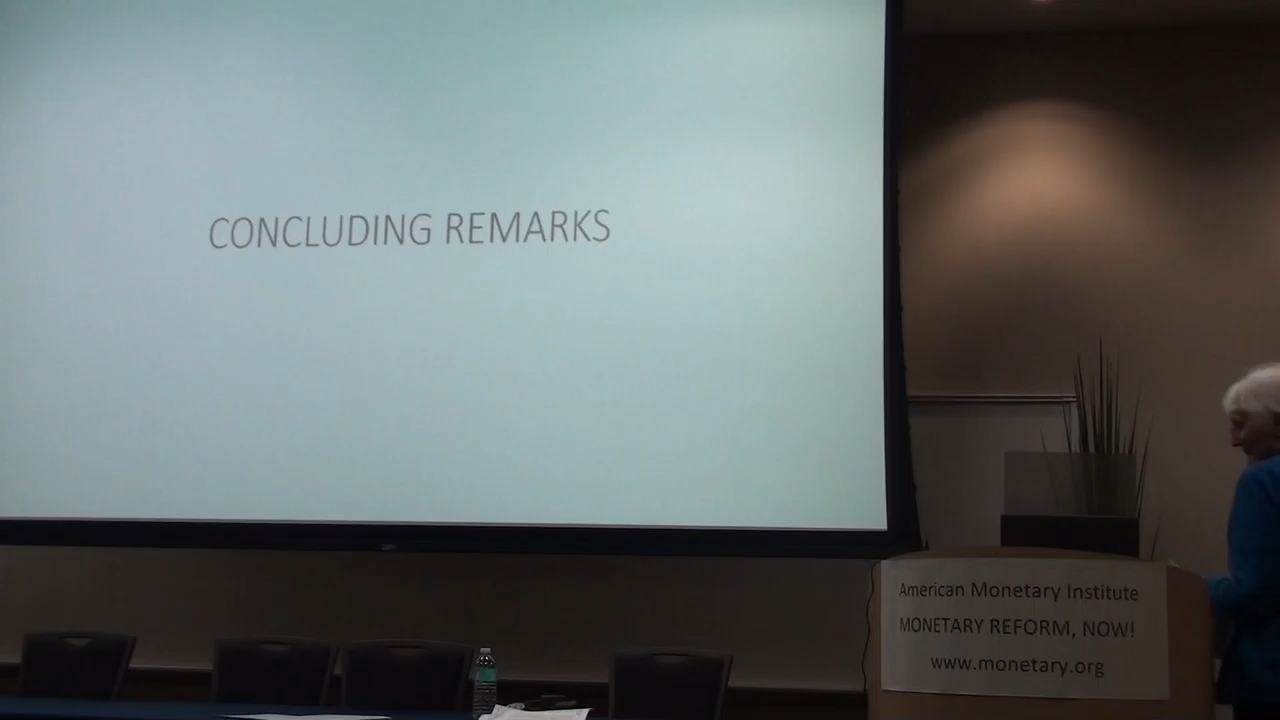 CONCLUDING REMARKS
American Monetary Institute
MONETARY REFORM, NOW!
www.monetary.org